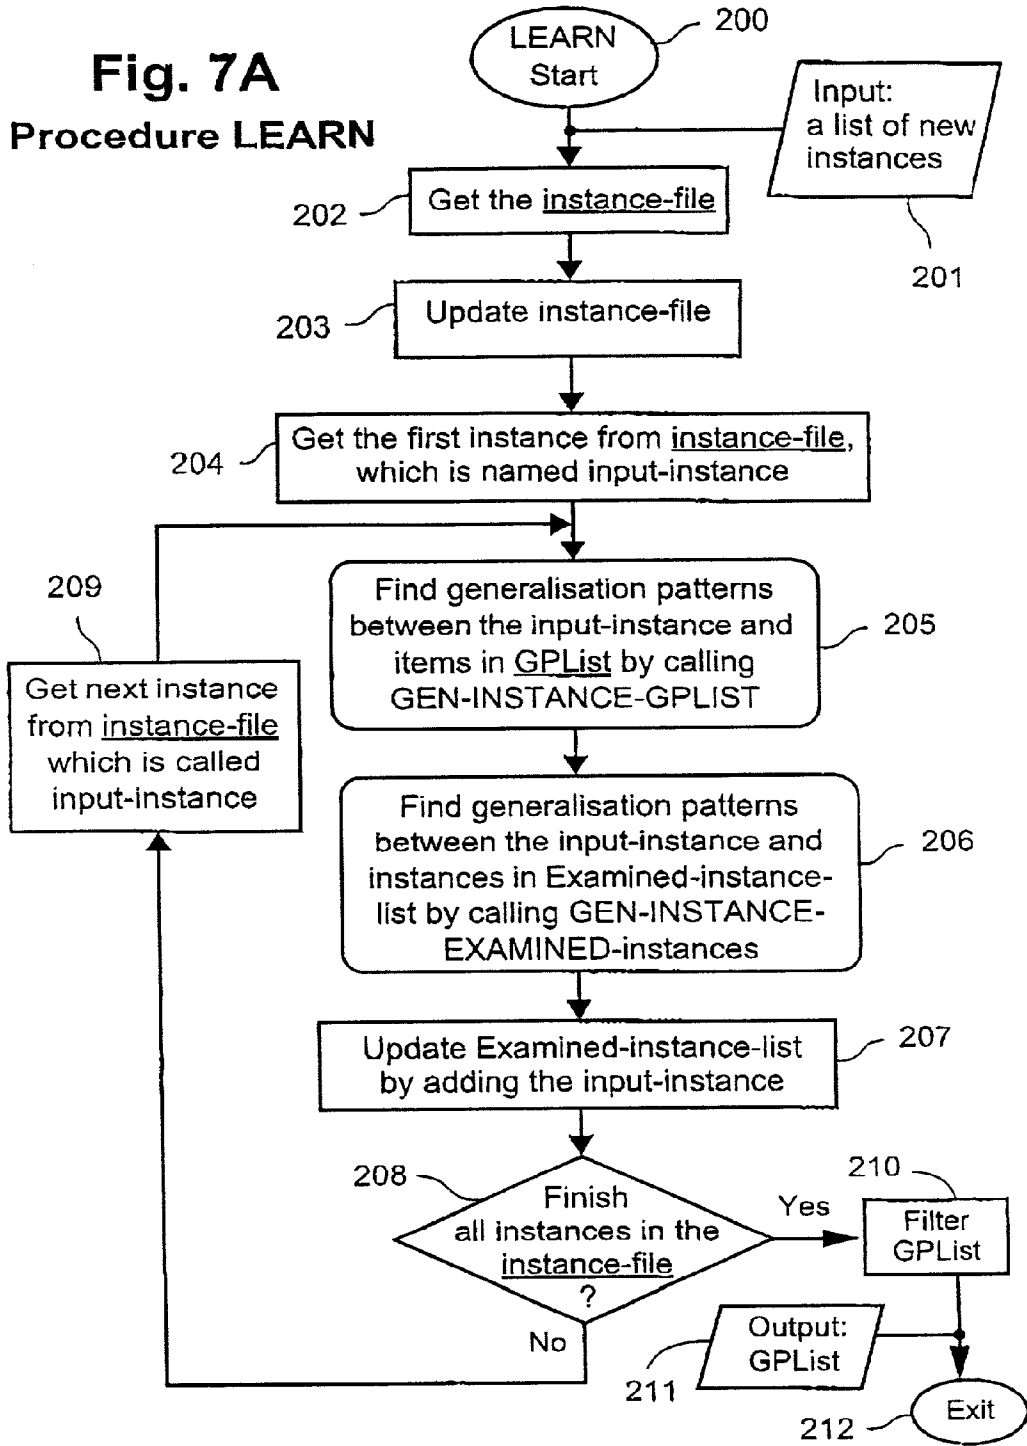 Fig. 7A
Procedure LEARN
LEARN
Start
200
Input:
a list of new
instances
201
202
Get the instance-file
203
Update instance-file
204
Get the first instance from instance-file,
which is named input-instance
205
Find generalisation patterns
between the input-instance and
items in GPList by calling
GEN-INSTANCE-GPLIST
209
Get next instance
from instance-file
which is called
input-instance
206
Find generalisation patterns
between the input-instance and
instances in Examined-instance-
list by calling GEN-INSTANCE-
EXAMINED-instances
207
Update Examined-instance-list
by adding the input-instance
208
Finish
all instances in the
instance-file
?
Yes
No
210
Filter
GPList
Output:
GPList
211
Exit
212